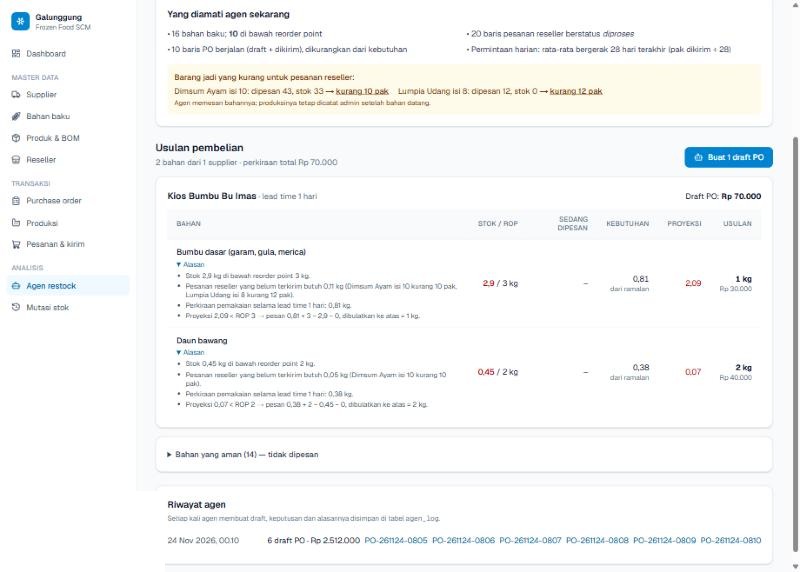 Galunggung
Frozen Food SCM
Dashboard
MASTER DATA
Supplier
Bahan baku
Produk & BOM
Reseller
TRANSAKSI
Purchase order
Produksi
Pesanan & kirim
ANALISIS
Agen restock
Mutasi stok
Yang diamati agen sekarang
• 16 bahan baku; 10 di bawah reorder point
• 20 baris pesanan reseller berstatus diproses
• 10 baris PO berjalan (draft + dikirim), dikurangkan dari kebutuhan
• Permintaan harian: rata-rata bergerak 28 hari terakhir (pak dikirim ÷ 28)
Barang jadi yang kurang untuk pesanan reseller:
Dimsum Ayam isi 10: dipesan 43, stok 33 → kurang 10 pak Lumpia Udang isi 8: dipesan 12, stok 0 → kurang 12 pak
Agen memesan bahannya; produksinya tetap dicatat admin setelah bahan datang.
Usulan pembelian
2 bahan dari 1 supplier · perkiraan total Rp 70.000
Buat 1 draft PO
Kios Bumbu Bu Imas · lead time 1 hari
Draft PO: Rp 70.000
BAHAN STOK / ROP SEDANG DIPESAN KEBUTUHAN PROYEKSI USULAN
Bumbu dasar (garam, gula, merica)
▼ Alasan
• Stok 2,9 kg di bawah reorder point 3 kg.
• Pesanan reseller yang belum terkirim butuh 0,11 kg (Dimsum Ayam isi 10 kurang 10 pak,
Lumpia Udang isi 8 kurang 12 pak).
• Perkiraan pemakaian selama lead time 1 hari: 0,81 kg.
• Proyeksi 2,09 < ROP 3 → pesan 0,81 + 3 − 2,9 − 0, dibulatkan ke atas = 1 kg.
2,9 / 3 kg – 0,81 2,09 1 kg
dari ramalan Rp 30.000
Daun bawang
▼ Alasan
• Stok 0,45 kg di bawah reorder point 2 kg.
• Pesanan reseller yang belum terkirim butuh 0,05 kg (Dimsum Ayam isi 10 kurang 10
pak).
• Perkiraan pemakaian selama lead time 1 hari: 0,38 kg.
• Proyeksi 0,07 < ROP 2 → pesan 0,38 + 2 − 0,45 − 0, dibulatkan ke atas = 2 kg.
0,45 / 2 kg – 0,38 0,07 2 kg
dari ramalan Rp 40.000
▶ Bahan yang aman (14) — tidak dipesan
Riwayat agen
Setiap kali agen membuat draft, keputusan dan alasannya disimpan di tabel agen_log.
24 Nov 2026, 00.10 6 draft PO · Rp 2.512.000 PO-261124-0805 PO-261124-0806 PO-261124-0807 PO-261124-0808 PO-261124-0809 PO-261124-0810